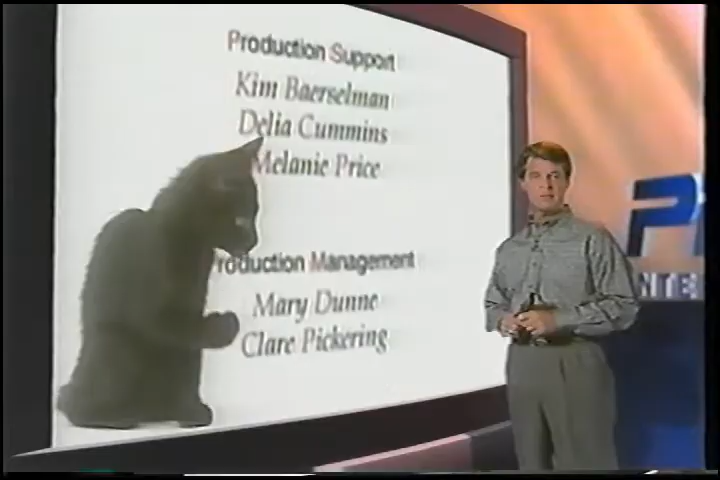 Production Support
Kim Baerselman
Delia Cummins
Melanie Price
Production Management
Mary Dunne
Clare Pickering